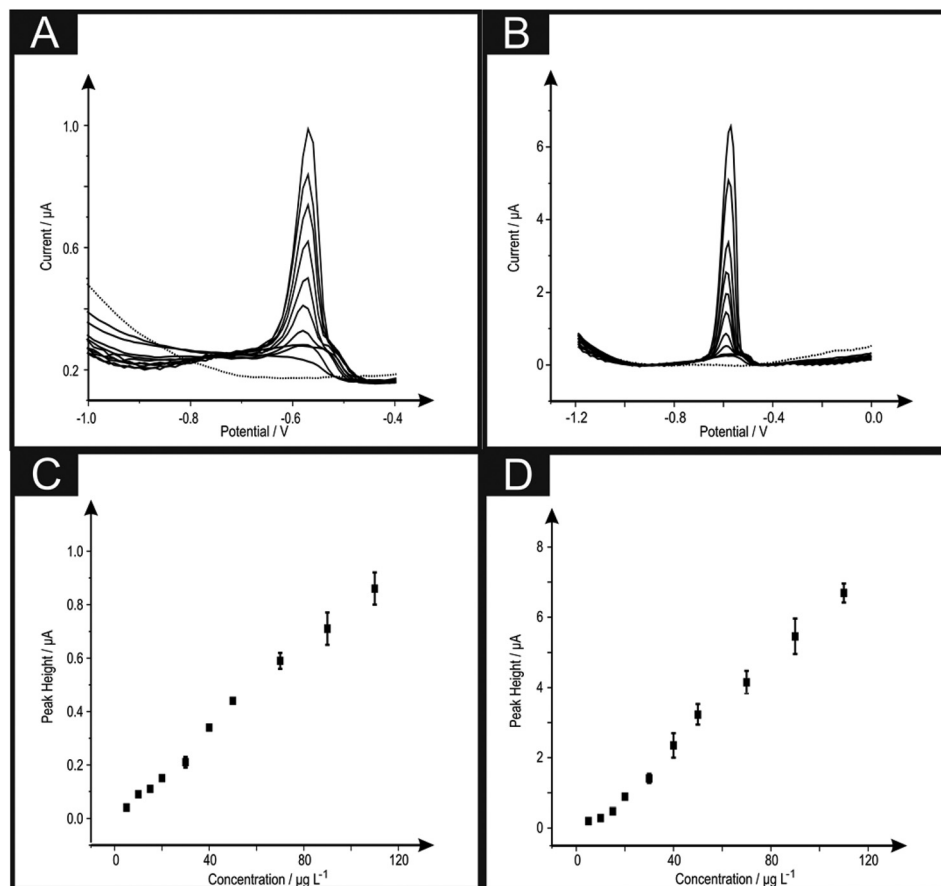 A
Current / µA
1.0
0.6
0.2
-1.0
-0.8
-0.6
-0.4
Potential / V
B
Current / µA
6
4
2
0
-1.2
-0.8
-0.4
0.0
Potential / V
C
Peak Height / µA
1.0
0.8
0.6
0.4
0.2
0.0
0
40
80
120
Concentration / µg L⁻¹
D
Peak Height / µA
8
6
4
2
0
0
40
80
120
Concentration / µg L⁻¹